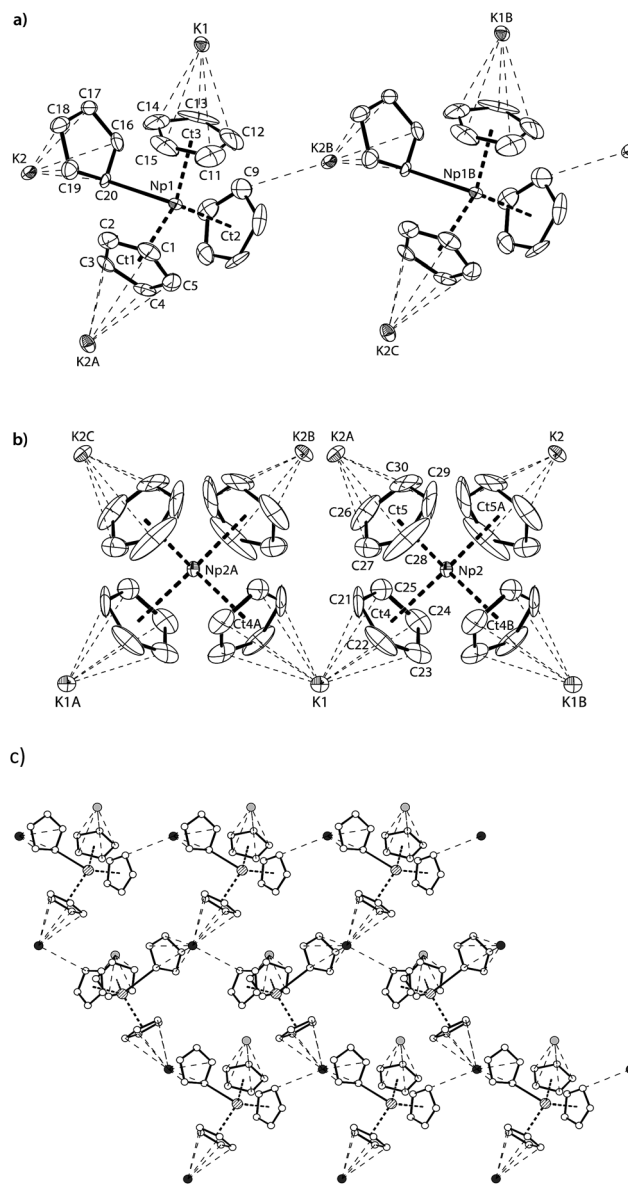 a)
K1
K1B
C17
C18
C14
C13
C16
Ct3
C12
C15
C11
K2
C9
K2B
C19
C20
Np1
Np1B
C2
C1
Ct2
C3
Ct1
C5
C4
K2A
K2C
b)
K2C
K2B
K2A
K2
C30
C29
C26
Ct5
Ct5A
C27
C28
Np2A
Np2
C25
C21
Ct4
C24
Ct4A
Ct4B
C22
C23
K1A
K1
K1B
c)